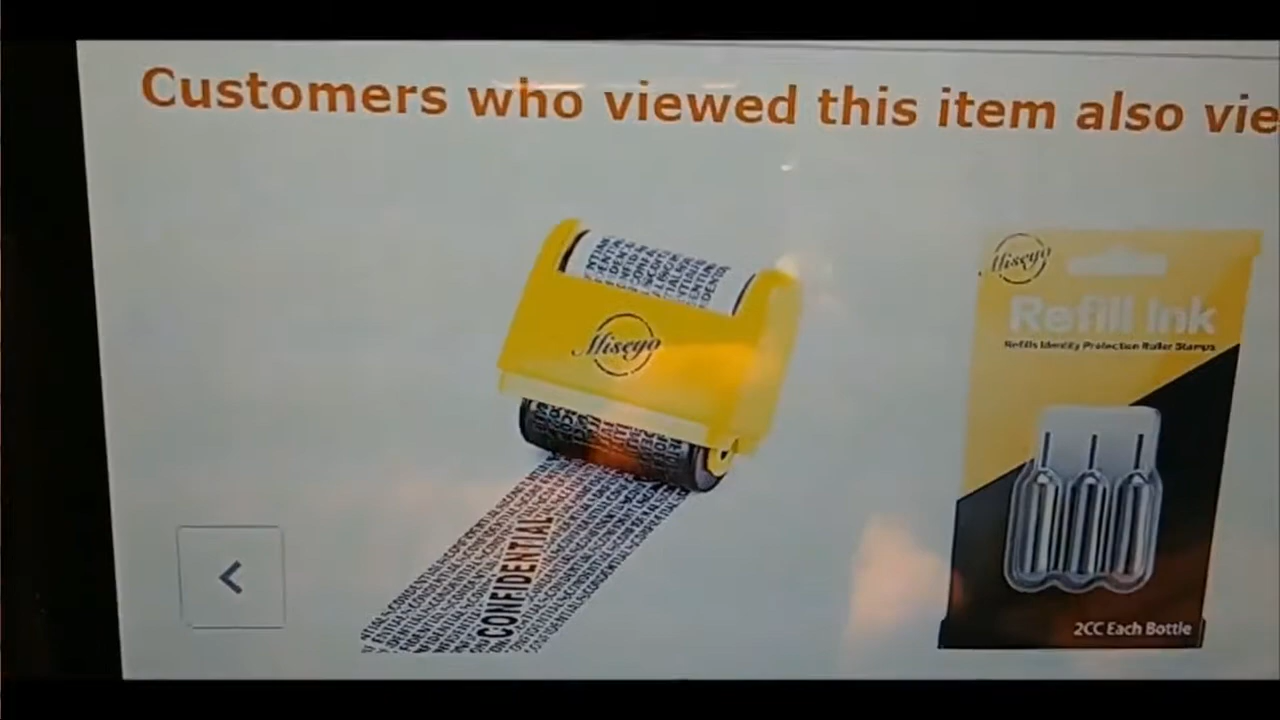 Customers who viewed this item also vie
Miseyo
CONFIDENTIAL
Miseyo
Refill Ink
Refills Identity Protection Roller Stamps
2CC Each Bottle